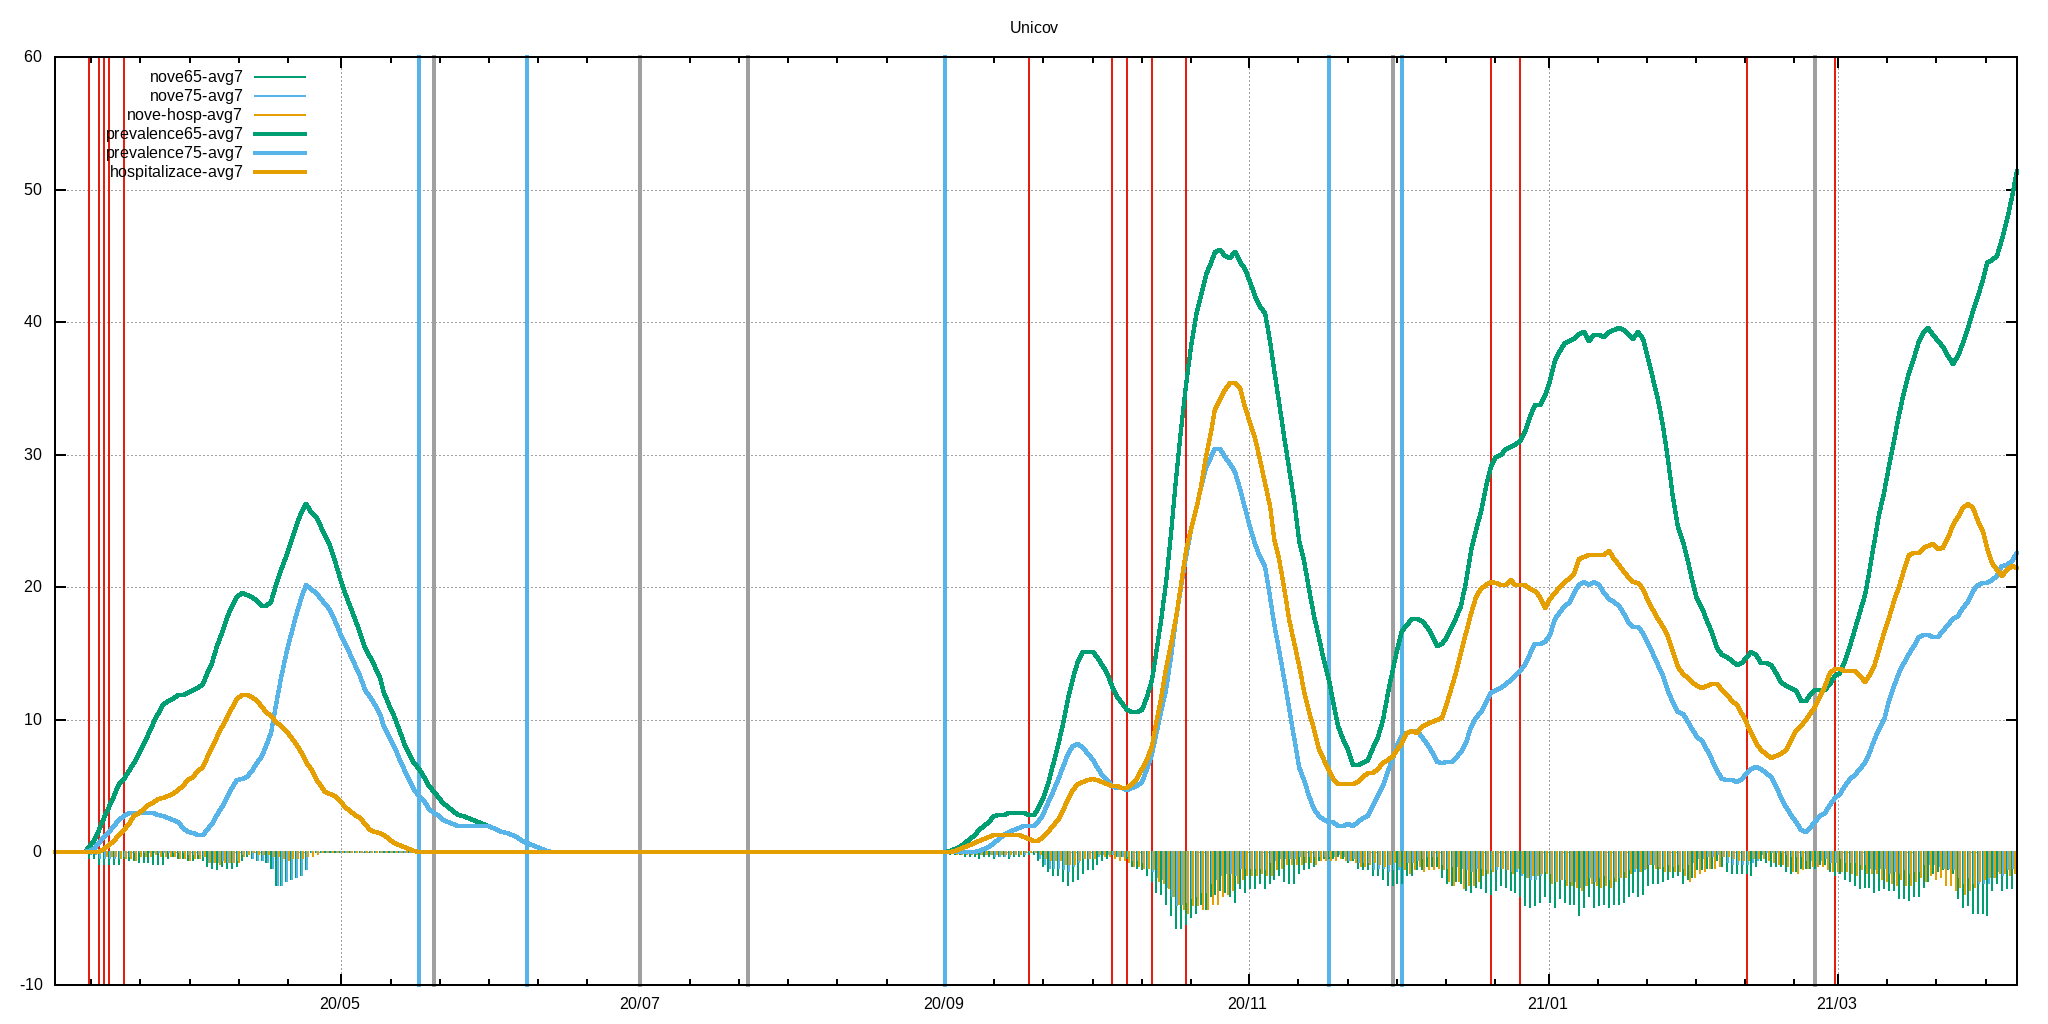 Unicov
60
nove65-avg7
nove75-avg7
nove-hosp-avg7
prevalence65-avg7
prevalence75-avg7
hospitalizace-avg7
50
40
30
20
10
0
-10
20/05
20/07
20/09
20/11
21/01
21/03